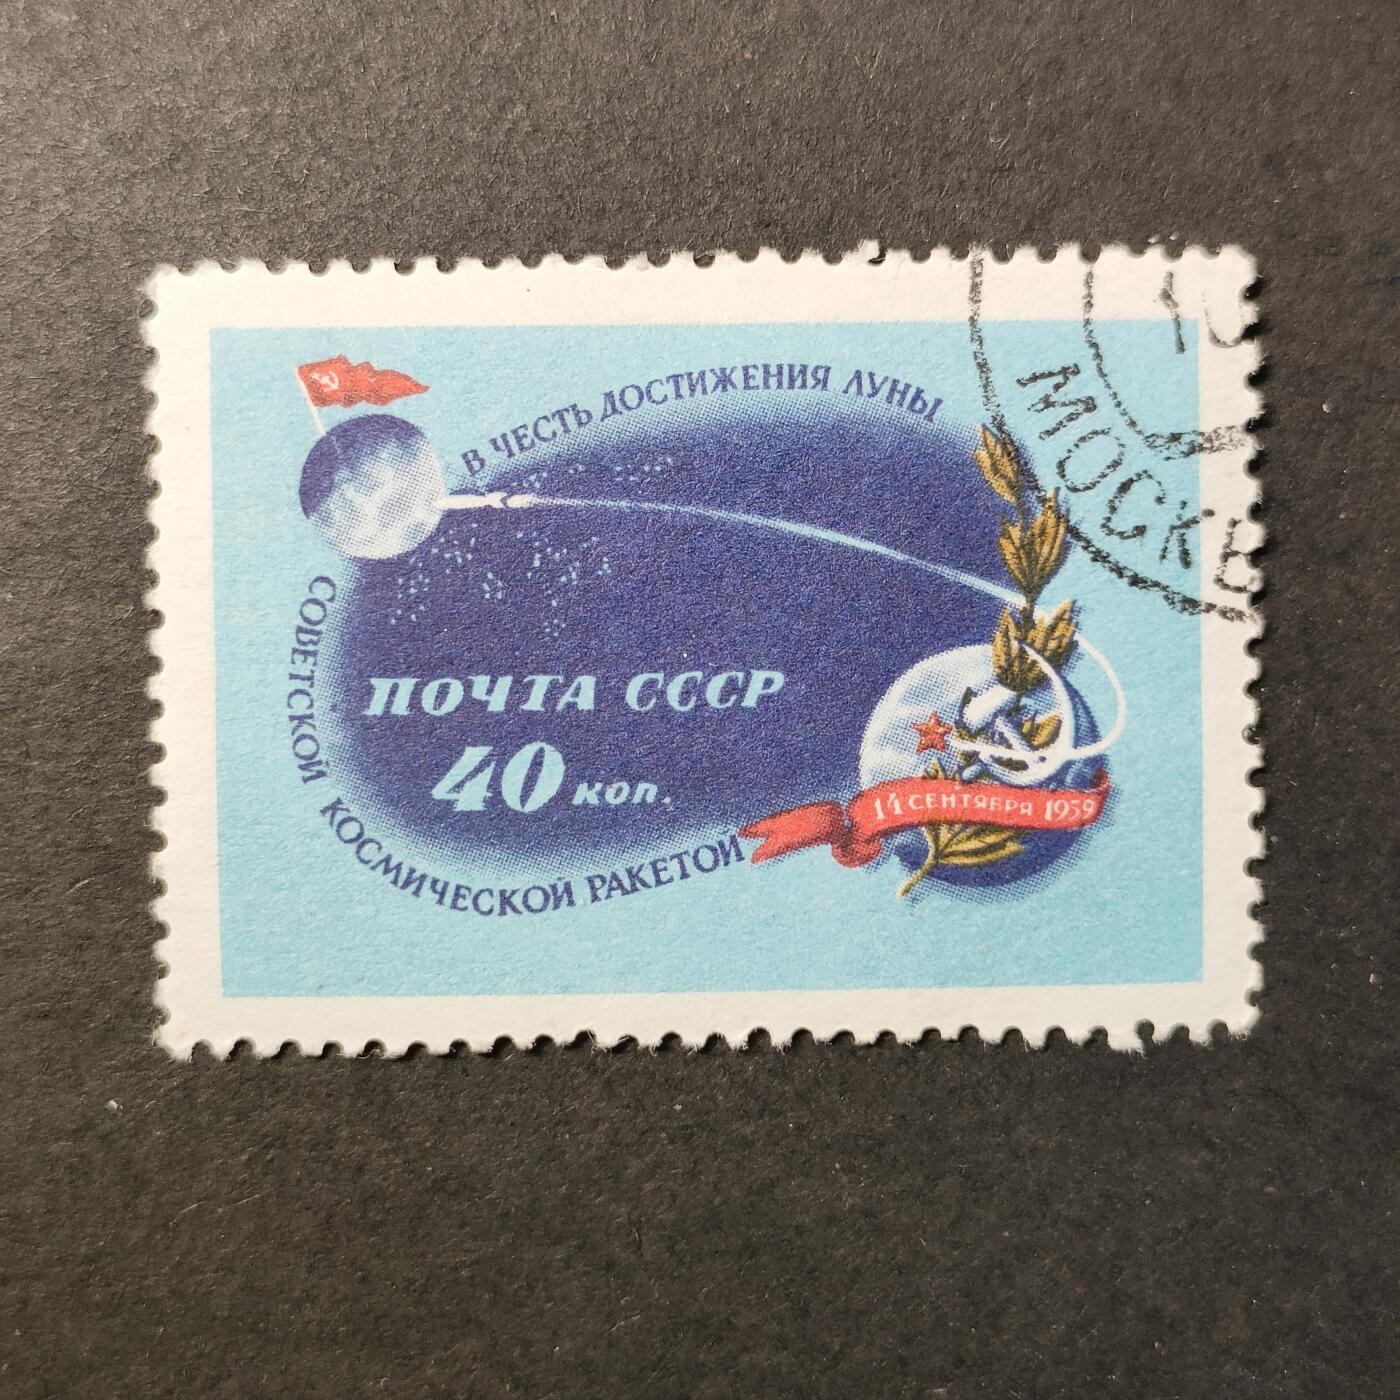 В ЧЕСТЬ ДОСТИЖЕНИЯ ЛУНЫ
СОВЕТСКОЙ КОСМИЧЕСКОЙ РАКЕТОЙ
ПОЧТА СССР
40 коп.
14 СЕНТЯБРЯ 1959
МОСКВ